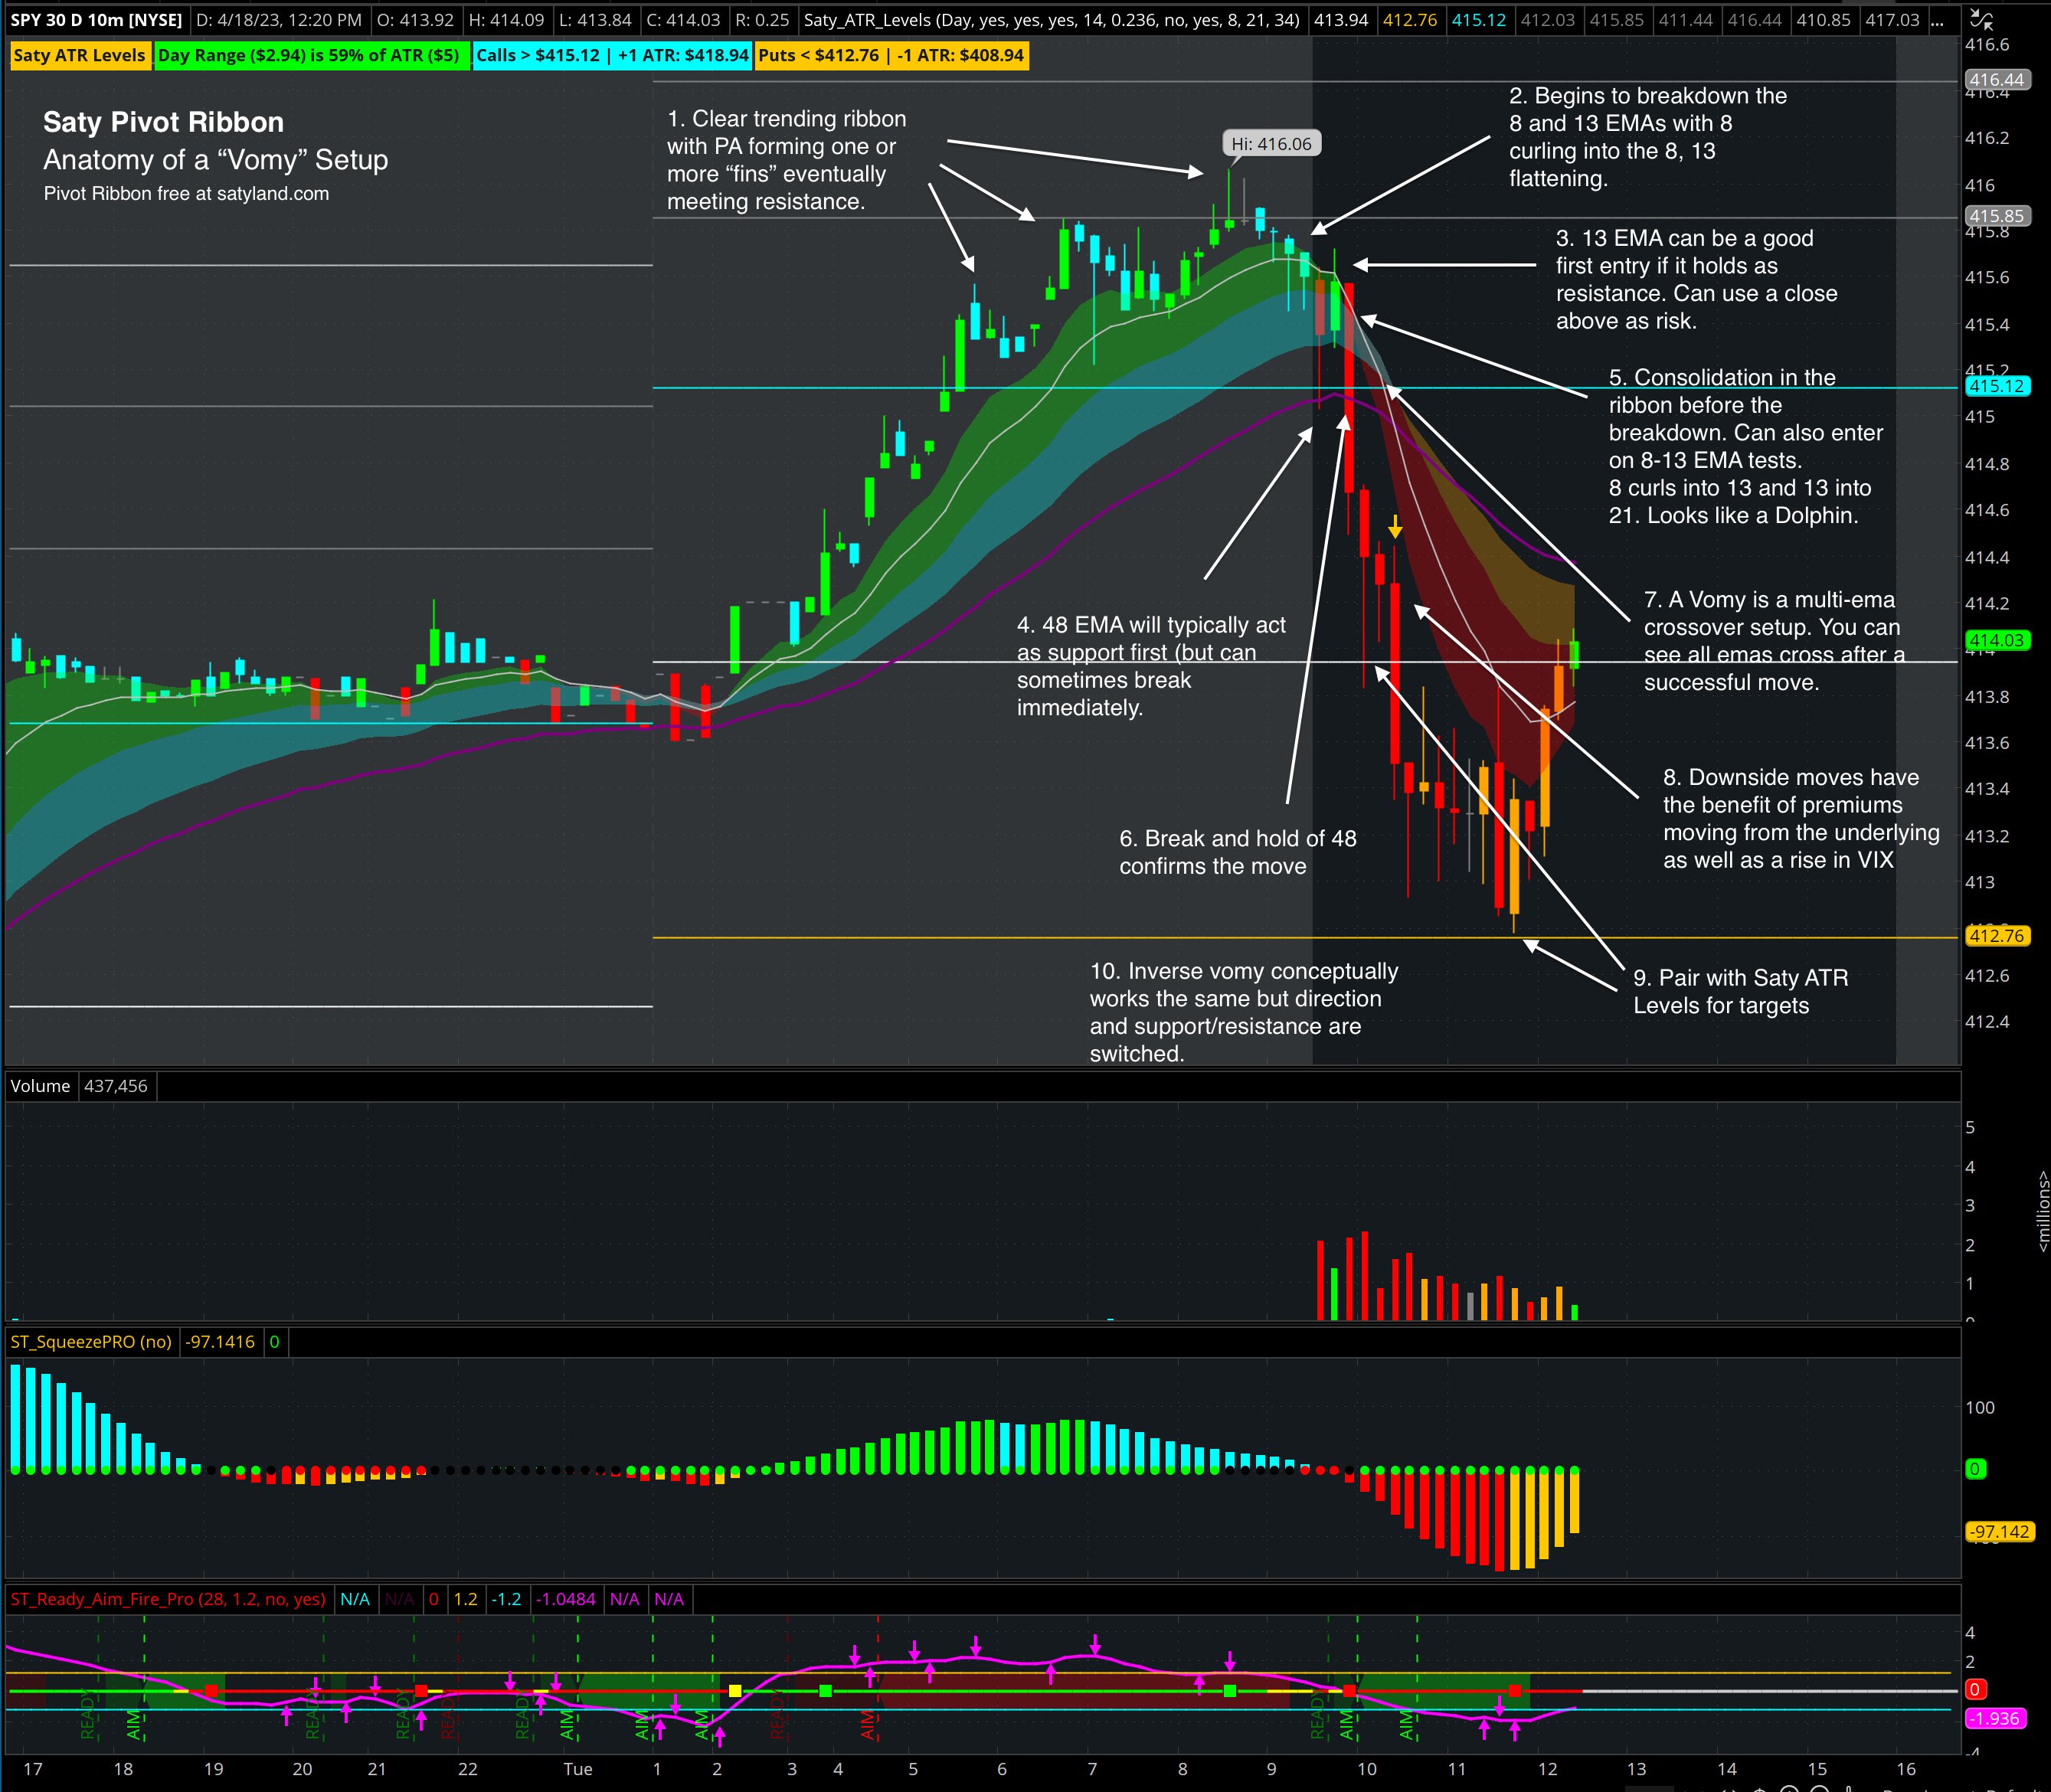 SPY 30 D 10m [NYSE] D: 4/18/23, 12:20 PM O: 413.92 H: 414.09 L: 413.84 C: 414.03 R: 0.25 Saty_ATR_Levels (Day, yes, yes, yes, 14, 0.236, no, yes, 8, 21, 34) 413.94 412.76 415.12 412.03 415.85 411.44 416.44 410.85 417.03 ...
Saty ATR Levels Day Range ($2.94) is 59% of ATR ($5) Calls > $415.12 | +1 ATR: $418.94 Puts < $412.76 | -1 ATR: $408.94
Saty Pivot Ribbon
Anatomy of a “Vomy” Setup
Pivot Ribbon free at satyland.com
1. Clear trending ribbon
with PA forming one or
more “fins” eventually
meeting resistance.
Hi: 416.06
2. Begins to breakdown the
8 and 13 EMAs with 8
curling into the 8, 13
flattening.
3. 13 EMA can be a good
first entry if it holds as
resistance. Can use a close
above as risk.
5. Consolidation in the
ribbon before the
breakdown. Can also enter
on 8-13 EMA tests.
8 curls into 13 and 13 into
21. Looks like a Dolphin.
4. 48 EMA will typically act
as support first (but can
sometimes break
immediately.
7. A Vomy is a multi-ema
crossover setup. You can
see all emas cross after a
successful move.
6. Break and hold of 48
confirms the move
8. Downside moves have
the benefit of premiums
moving from the underlying
as well as a rise in VIX
10. Inverse vomy conceptually
works the same but direction
and support/resistance are
switched.
9. Pair with Saty ATR
Levels for targets
416.6
416.44
416.4
416.2
416
415.85
415.8
415.6
415.4
415.2
415.12
415
414.8
414.6
414.4
414.2
414.03
414
413.8
413.6
413.4
413.2
413
412.76
412.6
412.4
Volume 437,456
5
4
3
2
1
0
<millions>
ST_SqueezePRO (no) -97.1416 0
100
0
-97.142
ST_Ready_Aim_Fire_Pro (28, 1.2, no, yes) N/A N/A 0 1.2 -1.2 -1.0484 N/A N/A
4
2
0
-1.936
-4
READY AIM READY READY READY READY AIM AIM AIM READY AIM READY AIM AIM
17 18 19 20 21 22 Tue 1 2 3 4 5 6 7 8 9 10 11 12 13 14 15 16